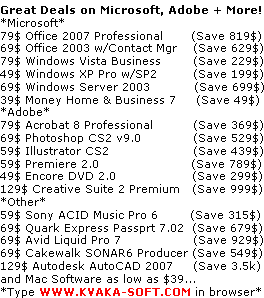 Great Deals on Microsoft, Adobe + More!
*Microsoft*
79$ Office 2007 Professional (Save 819$)
69$ Office 2003 w/Contact Mgr (Save 629$)
79$ Windows Vista Business (Save 229$)
49$ Windows XP Pro w/SP2 (Save 199$)
69$ Windows Server 2003 (Save 699$)
39$ Money Home & Business 7 (Save 49$)
*Adobe*
79$ Acrobat 8 Professional (Save 369$)
69$ Photoshop CS2 v9.0 (Save 529$)
59$ Illustrator CS2 (Save 439$)
59$ Premiere 2.0 (Save 789$)
49$ Encore DVD 2.0 (Save 299$)
129$ Creative Suite 2 Premium (Save 999$)
*Other*
59$ Sony ACID Music Pro 6 (Save 315$)
69$ Quark Express Passprt 7.02 (Save 679$)
69$ Avid Liquid Pro 7 (Save 929$)
69$ Cakewalk SONAR6 Producer (Save 549$)
129$ Autodesk AutoCAD 2007 (Save 3.5k)
and Mac Software as low as $39...
*Type WWW.KVAKA-SOFT.COM in browser*